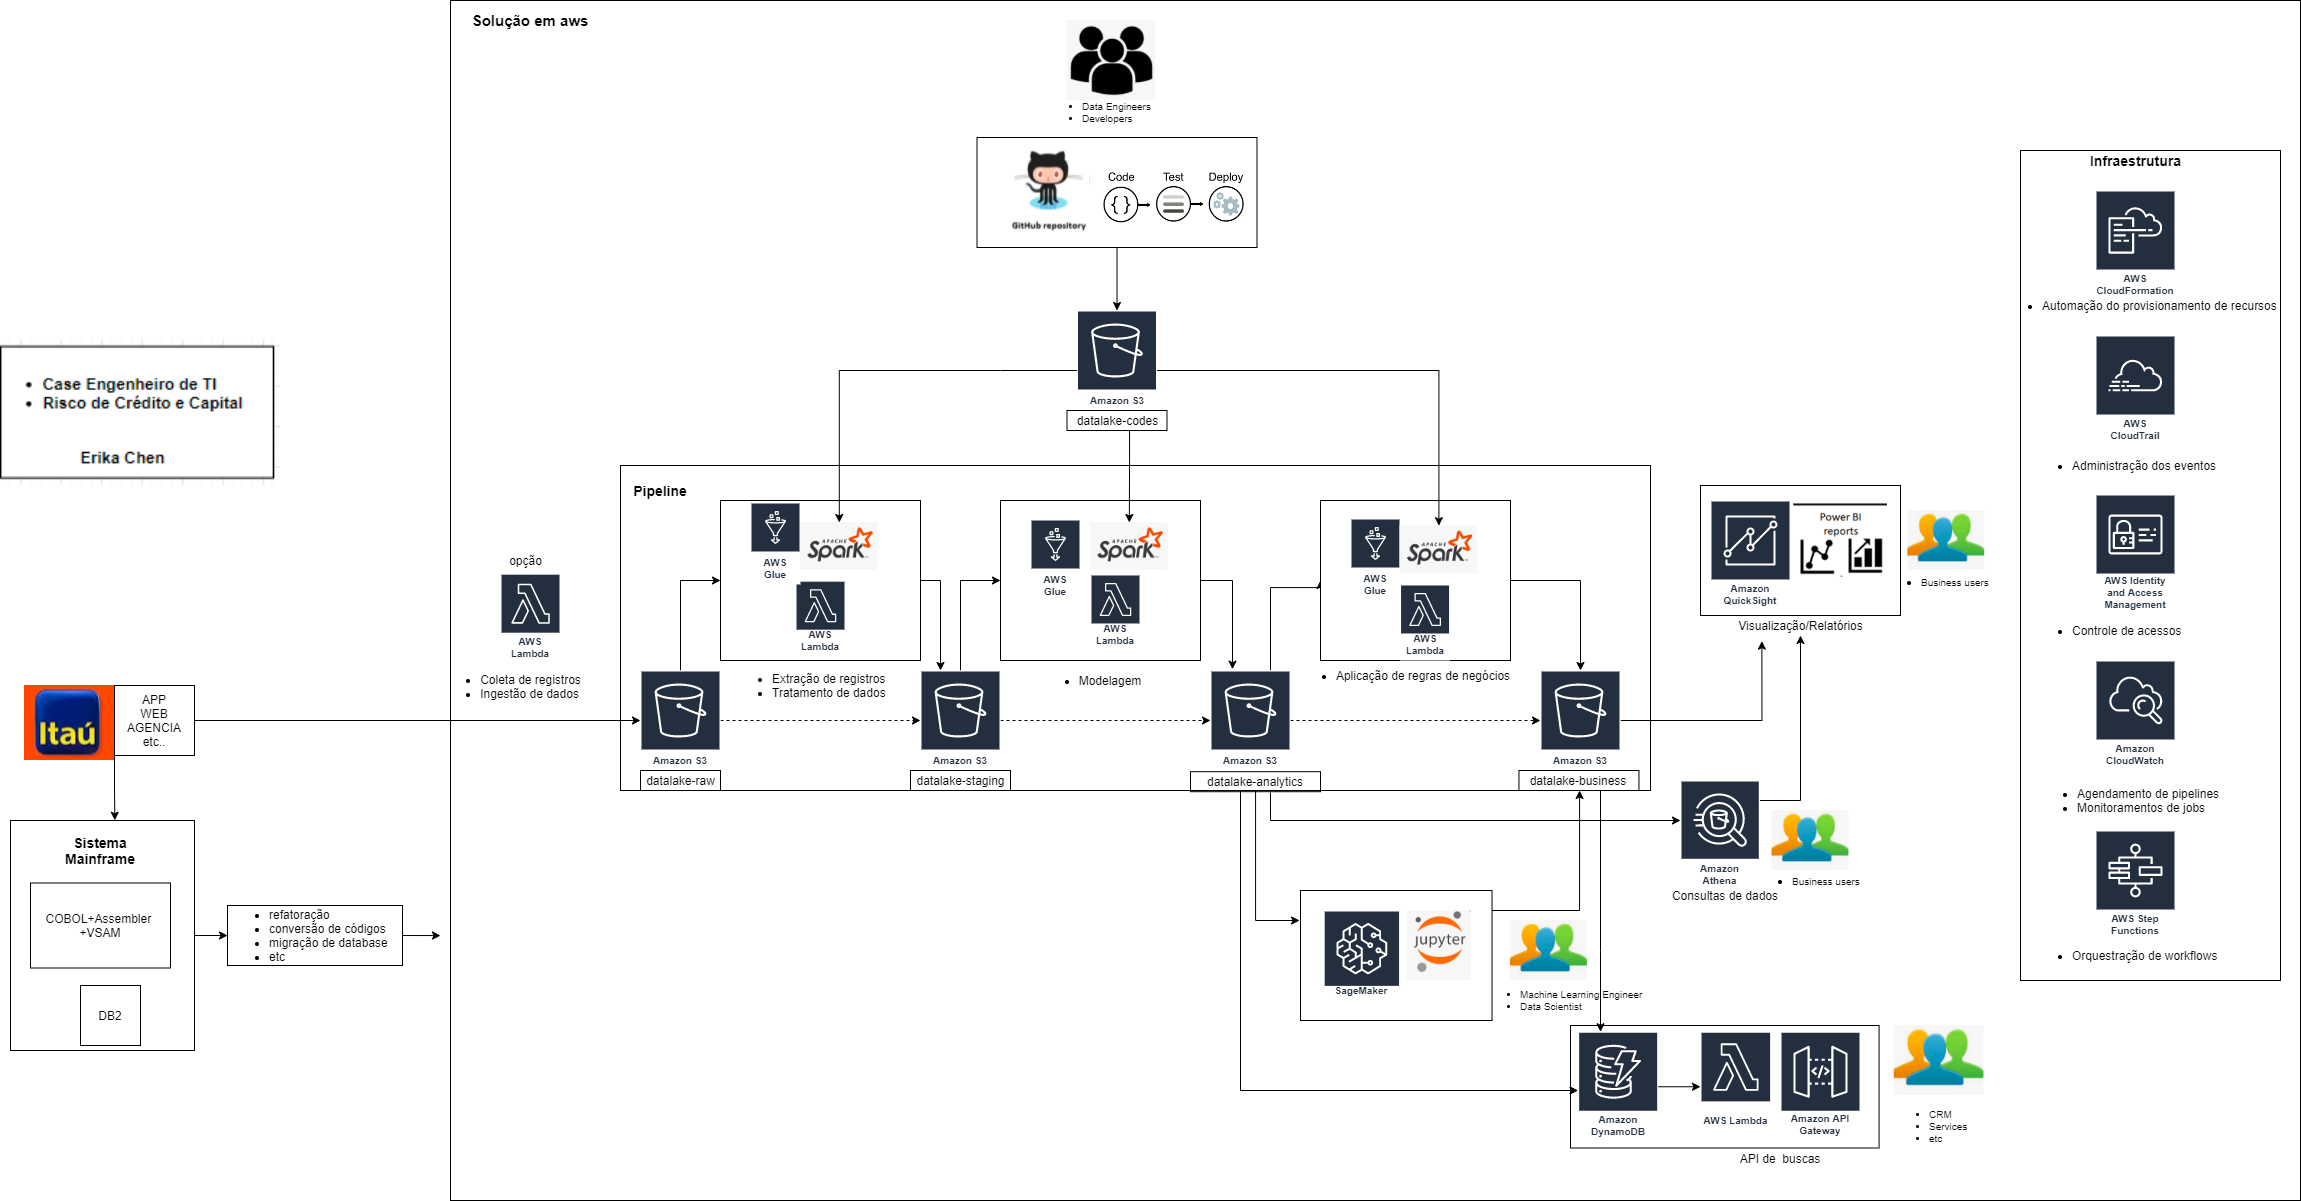 Solução em aws
Data Engineers
Developers
GitHub repository
Code
Test
Deploy
Amazon S3
datalake-codes
Case Engenheiro de TI
Risco de Crédito e Capital
Erika Chen
Itaú
APP
WEB
AGENCIA
etc..
Sistema
Mainframe
COBOL+Assembler
+VSAM
DB2
refatoração
conversão de códigos
migração de database
etc
opção
AWS
Lambda
Coleta de registros
Ingestão de dados
Pipeline
AWS
Glue
APACHE
Spark
AWS
Lambda
Extração de registros
Tratamento de dados
AWS
Glue
APACHE
Spark
AWS
Lambda
Modelagem
AWS
Glue
APACHE
Spark
AWS
Lambda
Aplicação de regras de negócios
Amazon S3
datalake-raw
Amazon S3
datalake-staging
Amazon S3
datalake-analytics
Amazon S3
datalake-business
Amazon
QuickSight
Power BI
reports
Business users
Visualização/Relatórios
Amazon
Athena
Consultas de dados
Business users
SageMaker
jupyter
Machine Learning Engineer
Data Scientist
Amazon
DynamoDB
AWS Lambda
Amazon API
Gateway
API de buscas
CRM
Services
etc
Infraestrutura
AWS
CloudFormation
Automação do provisionamento de recursos
AWS
CloudTrail
Administração dos eventos
AWS Identity
and Access
Management
Controle de acessos
Amazon
CloudWatch
Agendamento de pipelines
Monitoramentos de jobs
AWS Step
Functions
Orquestração de workflows